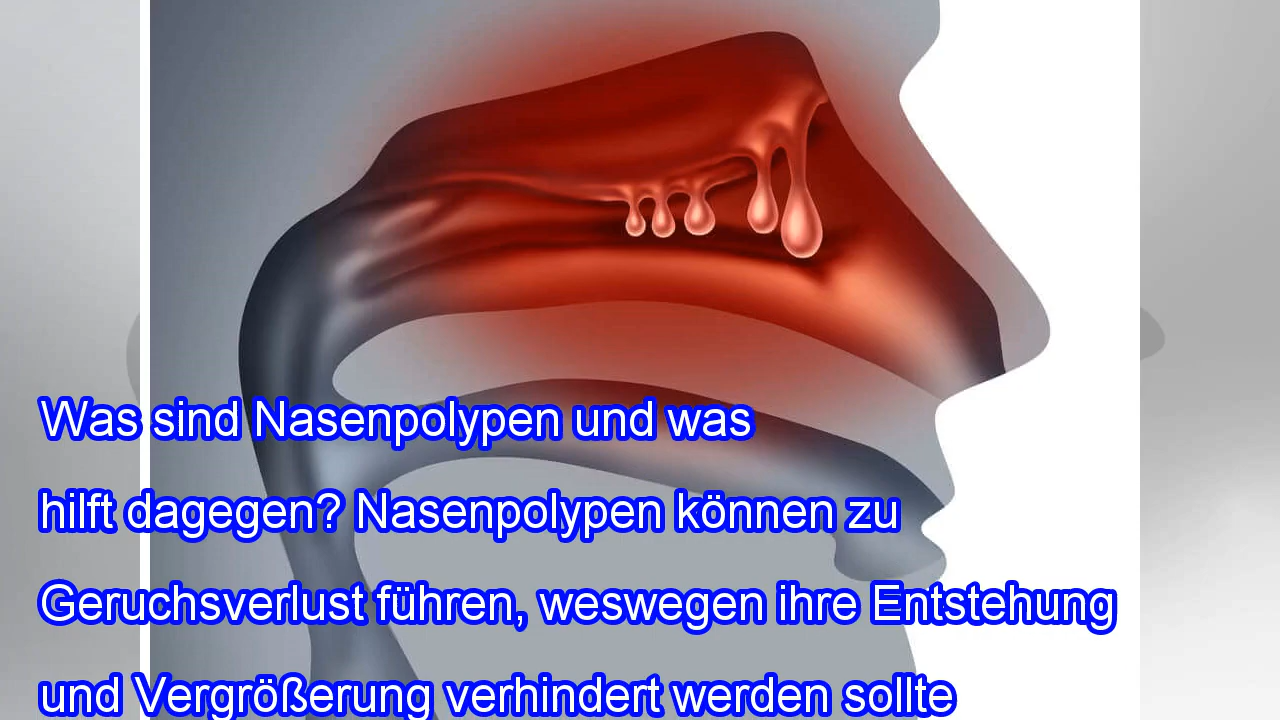 Was sind Nasenpolypen und was
hilft dagegen? Nasenpolypen können zu
Geruchsverlust führen, weswegen ihre Entstehung
und Vergrößerung verhindert werden sollte